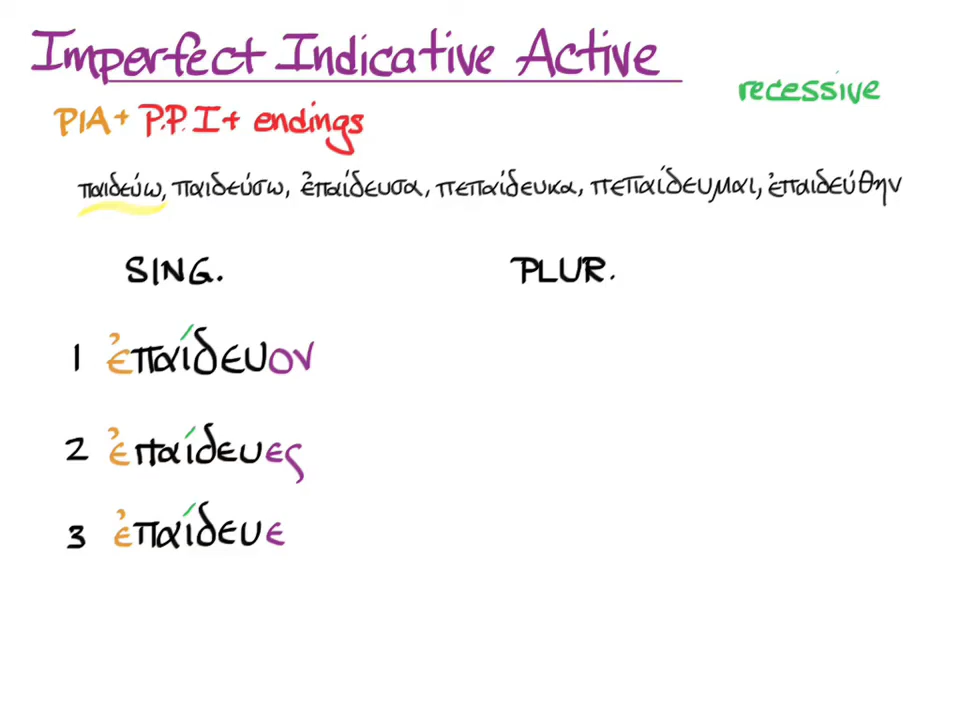 Imperfect Indicative Active
recessive
PIA+ P.P. I+ endings
παιδεύω, παιδεύσω, ἐπαίδευσα, πεπαίδευκα, πεπαίδευμαι, ἐπαιδεύθην
SING. PLUR.
1 ἐπαίδευον
2 ἐπαίδευες
3 ἐπαίδευε